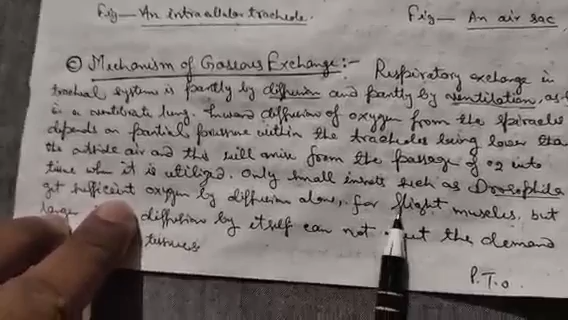 Fig— An intracellular tracheole.
Fig— An air sac
© Mechanism of Gaseous Exchange:- Respiratory exchange in
tracheal system is partly by diffusion and partly by ventilation, as
in a vertebrate lung. Inward diffusion of oxygen from the spiracles
depends on partial pressure within the tracheoles being lower tha
the outside air and this will arise from the passage of O2 into
time when it is utilized. Only small insects such as Drosophila
get sufficient oxygen by diffusion alone, for flight muscles, but
large diffusion by itself can not the demand
tissues
P.T.O.